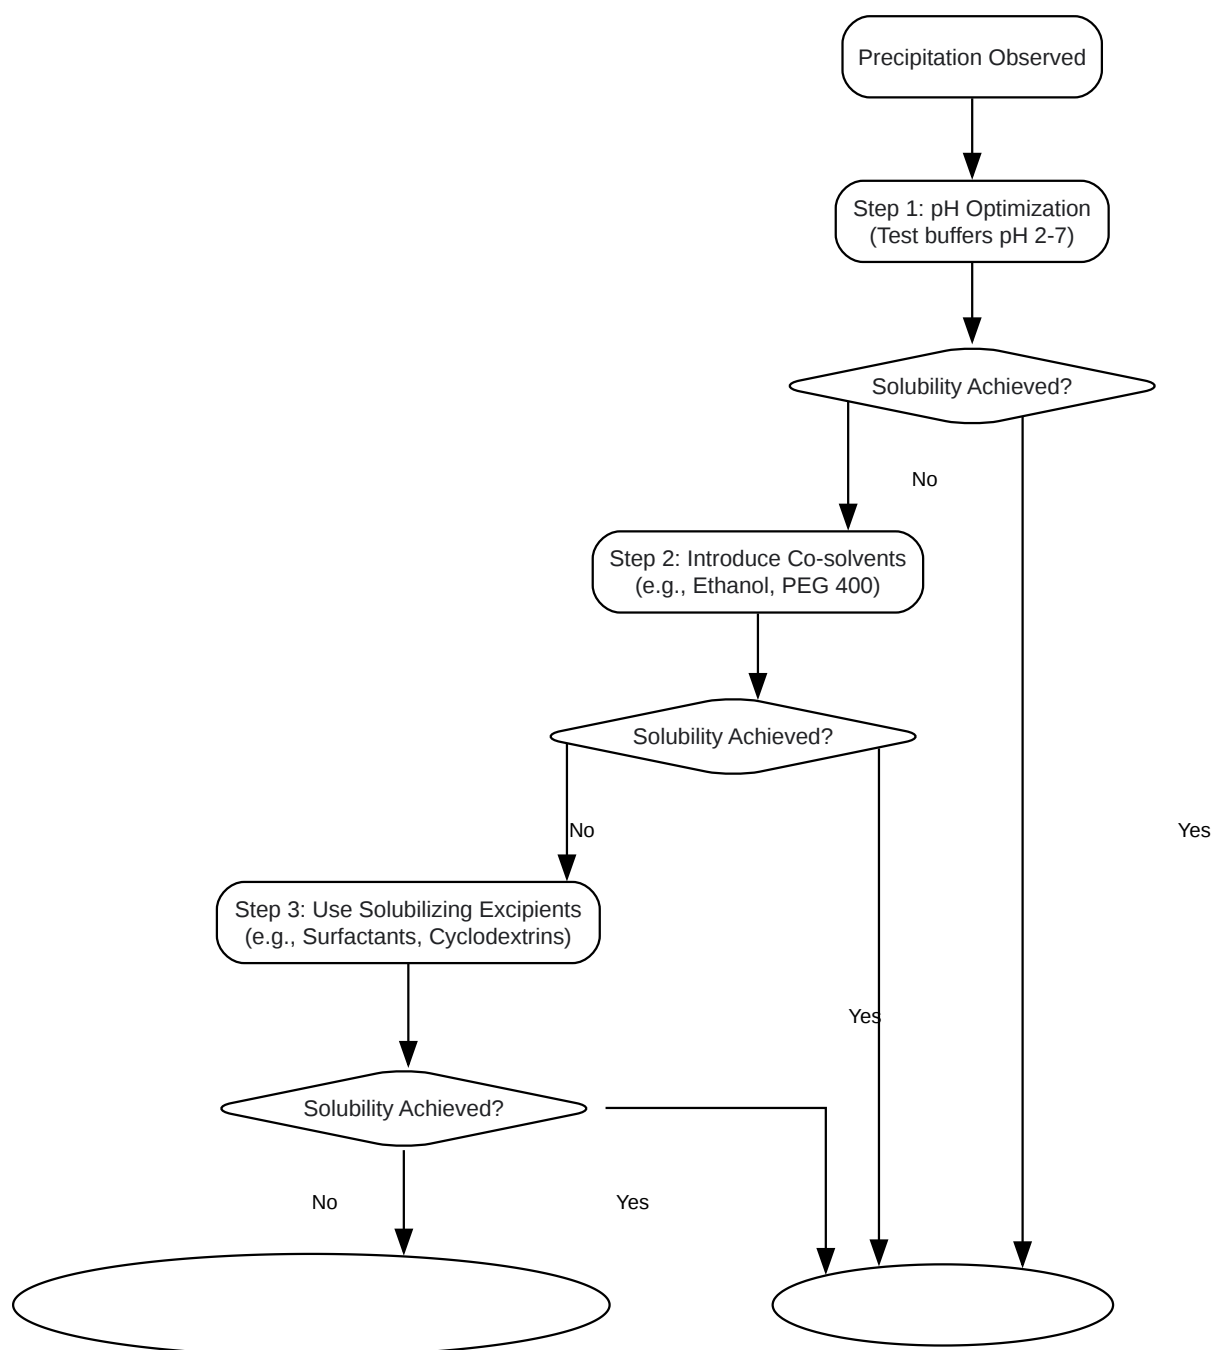 Precipitation Observed
Step 1: pH Optimization
(Test buffers pH 2-7)
Solubility Achieved?
No
Step 2: Introduce Co-solvents
(e.g., Ethanol, PEG 400)
Solubility Achieved?
No
Yes
Step 3: Use Solubilizing Excipients
(e.g., Surfactants, Cyclodextrins)
Yes
Solubility Achieved?
No
Yes